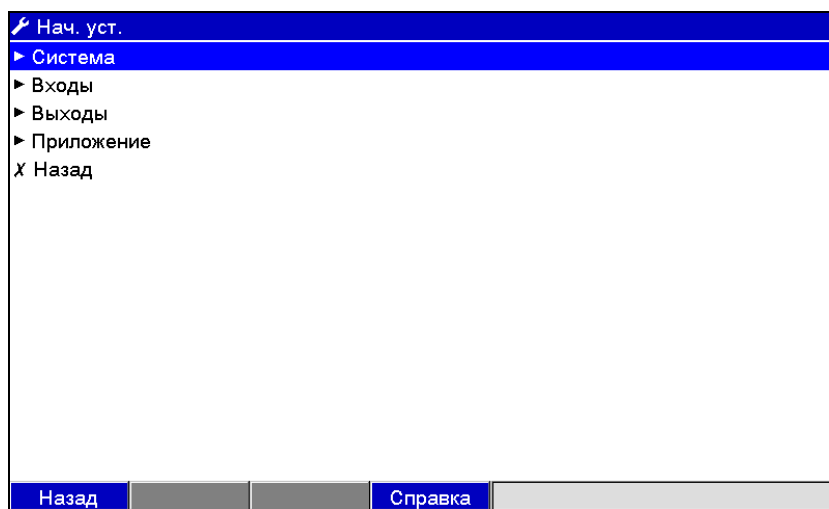 Нач. уст.
Система
Входы
Выходы
Приложение
X Назад
Назад Справка